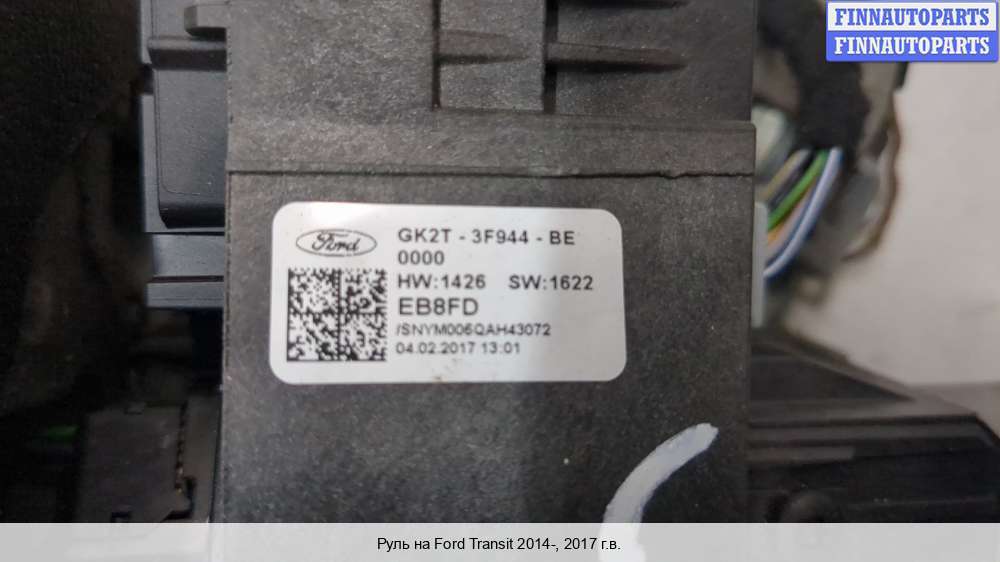 FINNAUTOPARTS
FINNAUTOPARTS
Ford
GK2T - 3F944 - BE
0000
HW:1426 SW:1622
EB8FD
/SNYM006QAH43072
04.02.2017 13:01
Руль на Ford Transit 2014-, 2017 г.в.